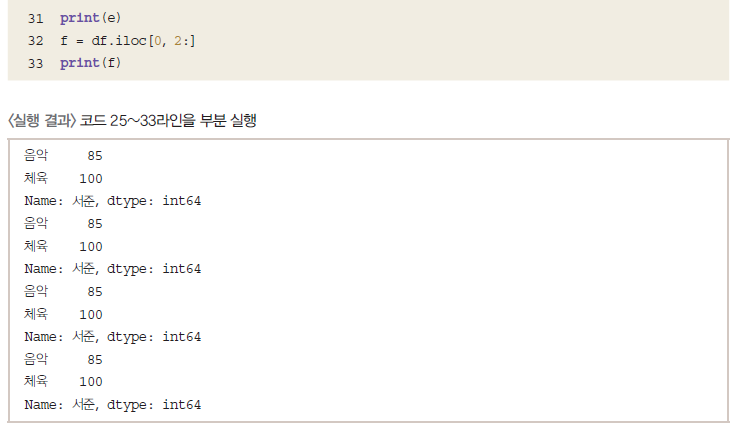 31 print(e)
32 f = df.iloc[0, 2:]
33 print(f)
〈실행 결과〉 코드 25~33라인을 부분 실행
음악 85
체육 100
Name: 서준, dtype: int64
음악 85
체육 100
Name: 서준, dtype: int64
음악 85
체육 100
Name: 서준, dtype: int64
음악 85
체육 100
Name: 서준, dtype: int64